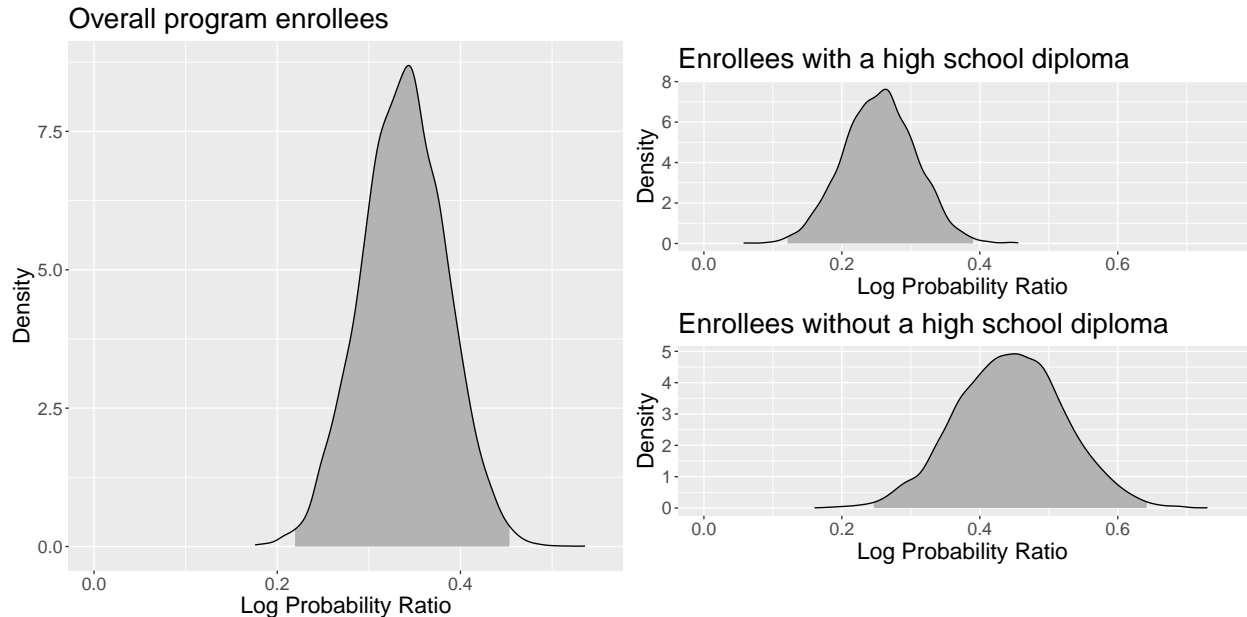 Overall program enrollees
7.5
5.0
2.5
0.0
Density
0.0 0.2 0.4
Log Probability Ratio
Enrollees with a high school diploma
8
6
4
2
0
Density
0.0 0.2 0.4 0.6
Log Probability Ratio
Enrollees without a high school diploma
5
4
3
2
1
0
Density
0.0 0.2 0.4 0.6
Log Probability Ratio